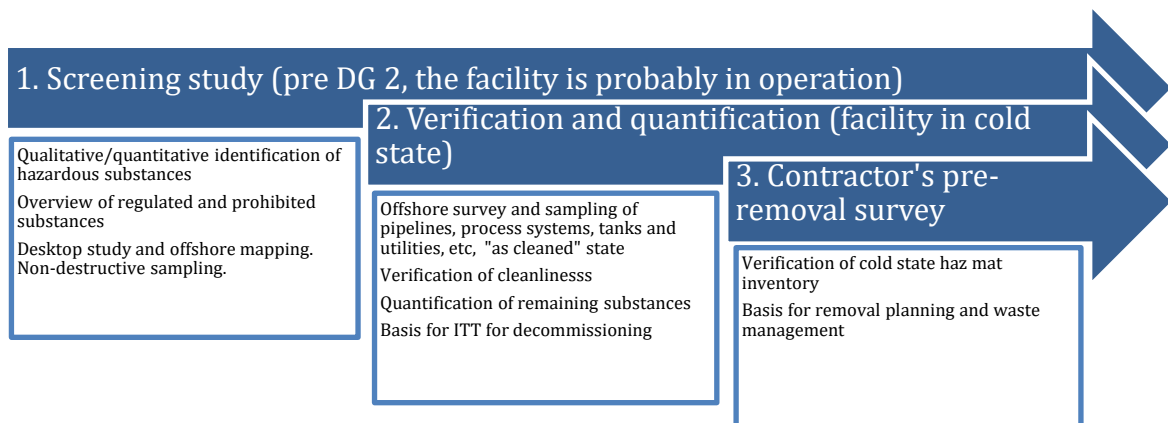 1. Screening study (pre DG 2, the facility is probably in operation)
Qualitative/quantitative identification of
hazardous substances
Overview of regulated and prohibited
substances
Desktop study and offshore mapping.
Non-destructive sampling.
2. Verification and quantification (facility in cold
state)
Offshore survey and sampling of
pipelines, process systems, tanks and
utilities, etc, "as cleaned" state
Verification of cleanlinesss
Quantification of remaining substances
Basis for ITT for decommissioning
3. Contractor's pre-
removal survey
Verification of cold state haz mat
inventory
Basis for removal planning and waste
management